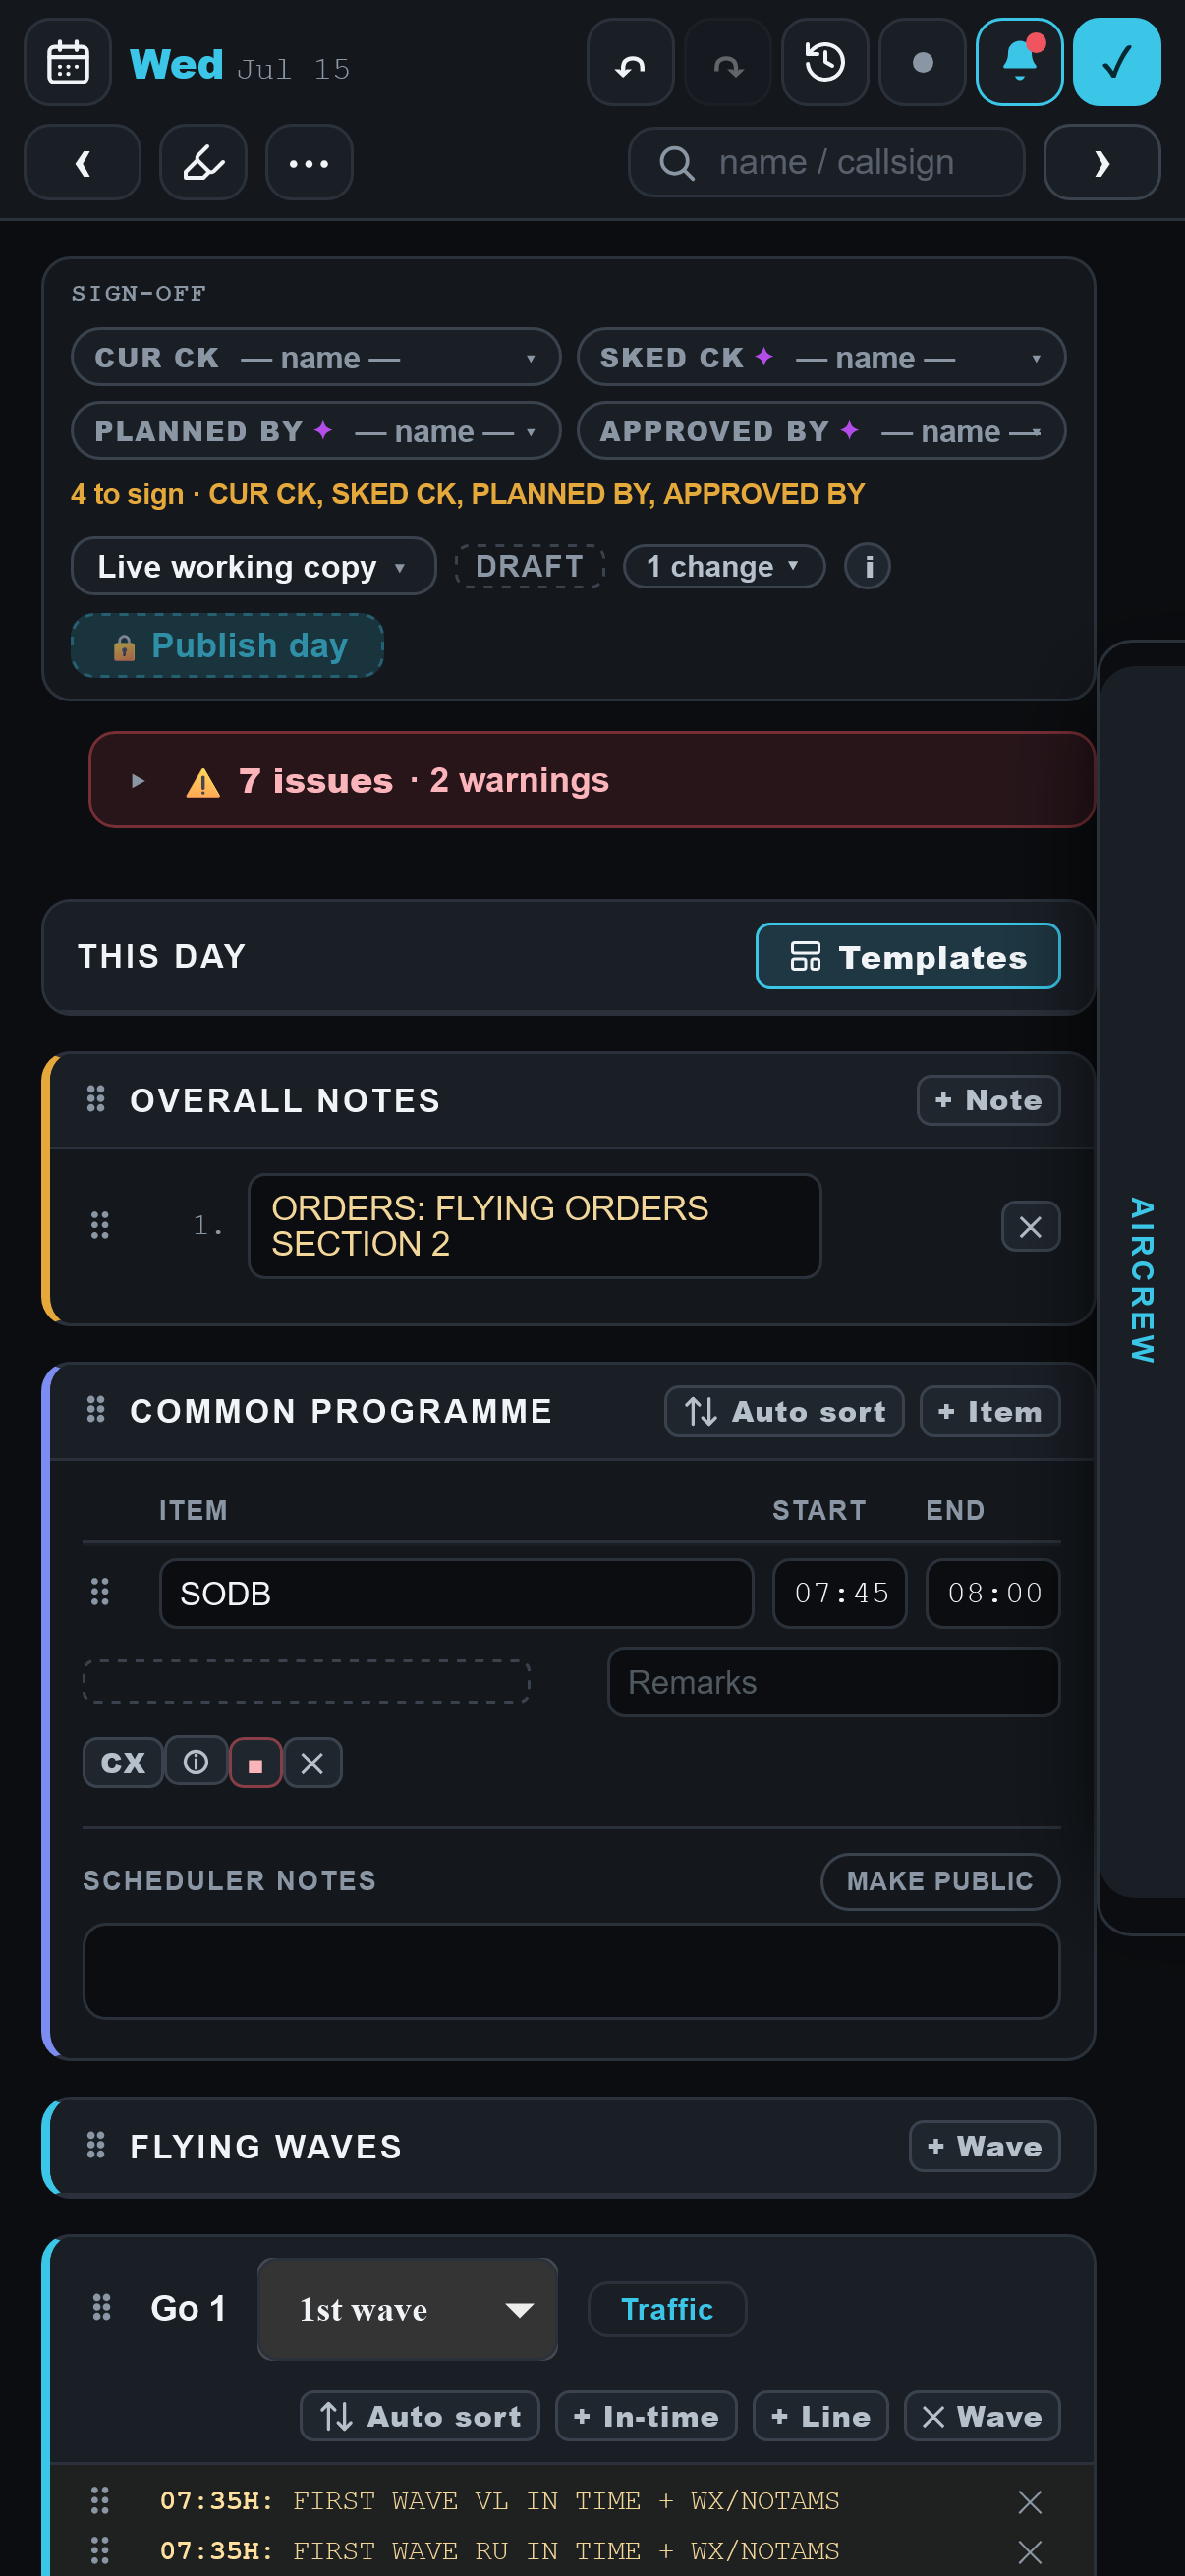 Wed Jul 15
name / callsign
SIGN-OFF
CUR CK — name —
SKED CK — name —
PLANNED BY — name —
APPROVED BY — name —
4 to sign · CUR CK, SKED CK, PLANNED BY, APPROVED BY
Live working copy DRAFT 1 change i
Publish day
7 issues · 2 warnings
THIS DAY Templates
OVERALL NOTES + Note
1. ORDERS: FLYING ORDERS
SECTION 2
AIRCREW
COMMON PROGRAMME Auto sort + Item
ITEM START END
SODB 07:45 08:00
Remarks
CX
SCHEDULER NOTES MAKE PUBLIC
FLYING WAVES + Wave
Go 1 1st wave Traffic
Auto sort + In-time + Line × Wave
07:35H: FIRST WAVE VL IN TIME + WX/NOTAMS
07:35H: FIRST WAVE RU IN TIME + WX/NOTAMS